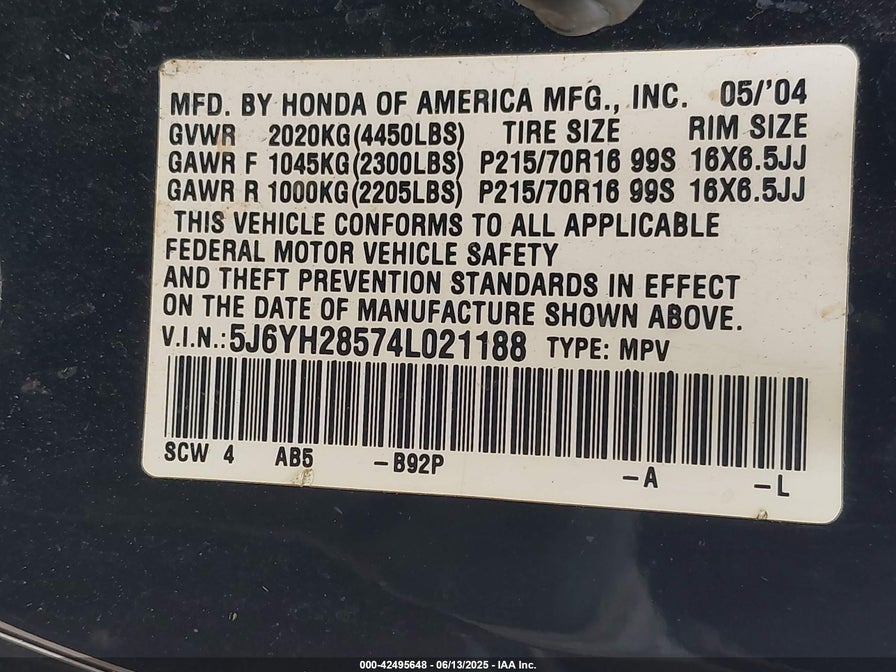 MFD. BY HONDA OF AMERICA MFG., INC. 05/'04
GVWR 2020KG(4450LBS) TIRE SIZE RIM SIZE
GAWR F 1045KG(2300LBS) P215/70R16 99S 16X6.5JJ
GAWR R 1000KG(2205LBS) P215/70R16 99S 16X6.5JJ
THIS VEHICLE CONFORMS TO ALL APPLICABLE
FEDERAL MOTOR VEHICLE SAFETY
AND THEFT PREVENTION STANDARDS IN EFFECT
ON THE DATE OF MANUFACTURE SHOWN ABOVE.
V.I.N.:5J6YH28574L021188 TYPE: MPV
SCW 4 AB5 -B92P -A -L
000-42495648 - 06/13/2025 - IAA Inc.